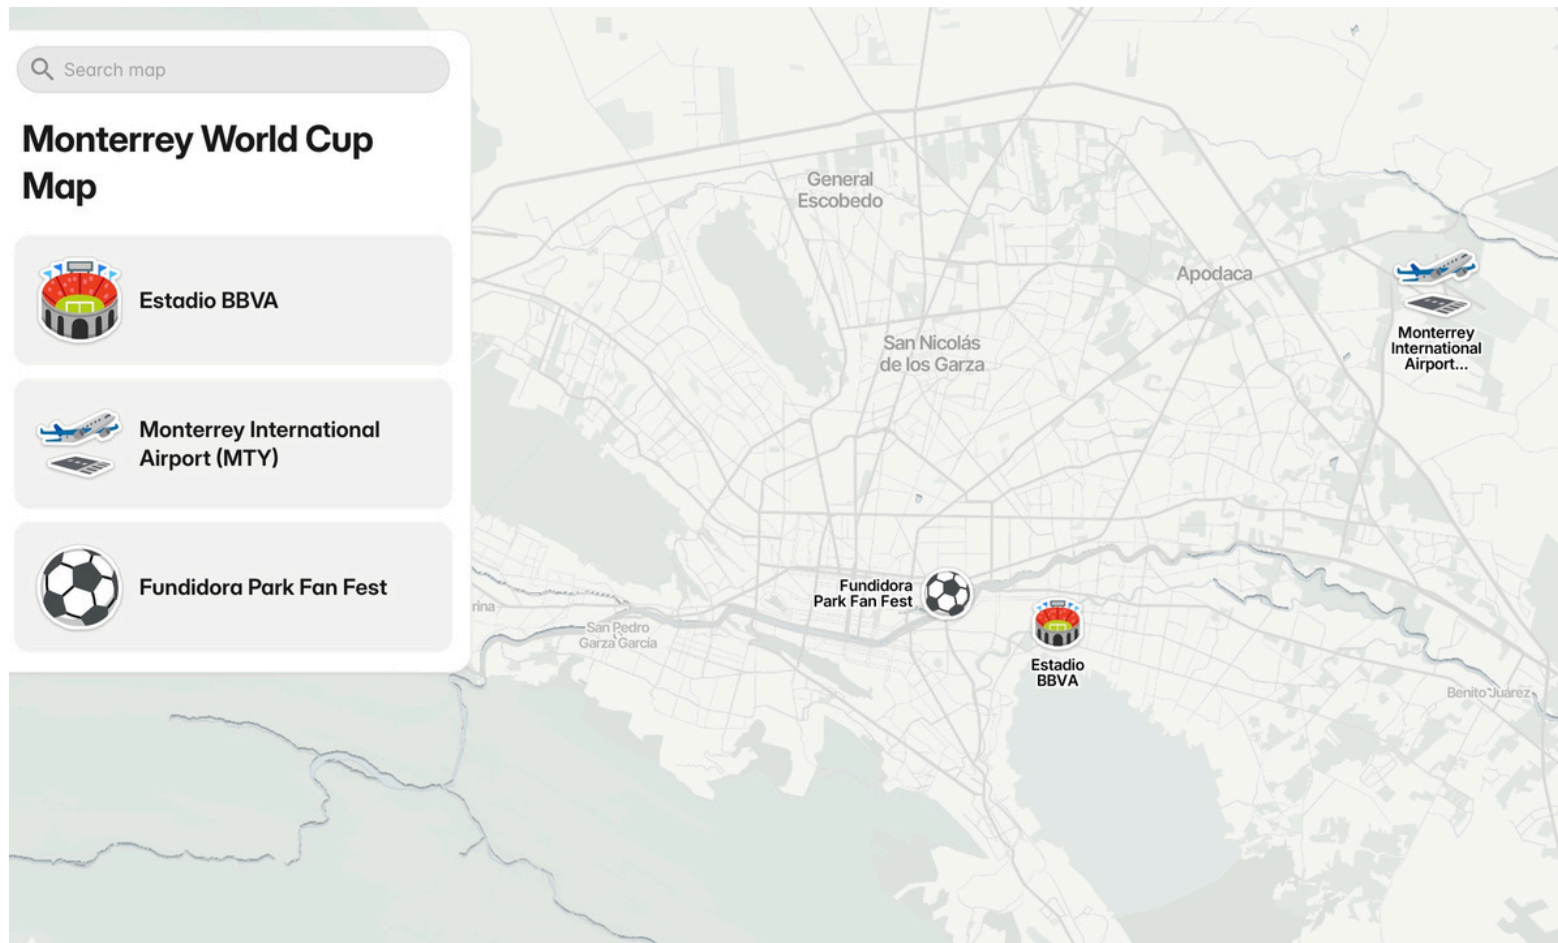 Search map
Monterrey World Cup
Map
Estadio BBVA
Monterrey International
Airport (MTY)
Fundidora Park Fan Fest
General
Escobedo
Apodaca
Monterrey
International
Airport...
San Nicolás
de los Garza
Fundidora
Park Fan Fest
rina
San Pedro
Garza García
Estadio
BBVA
Benito Juárez